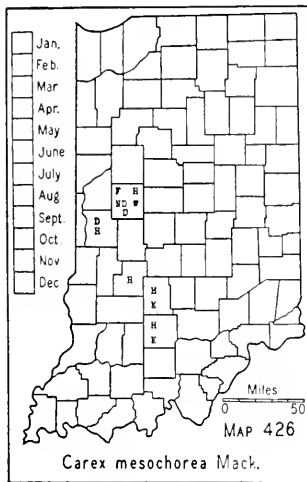 Jan.
Feb.
Mar
Apr.
May
June
July
Aug
Sept.
Oct.
Nov
Dec
F H
ND W
D
D
H
H
H
K
H
K
Miles
0 50
MAP 426
Carex mesochorea Mack.